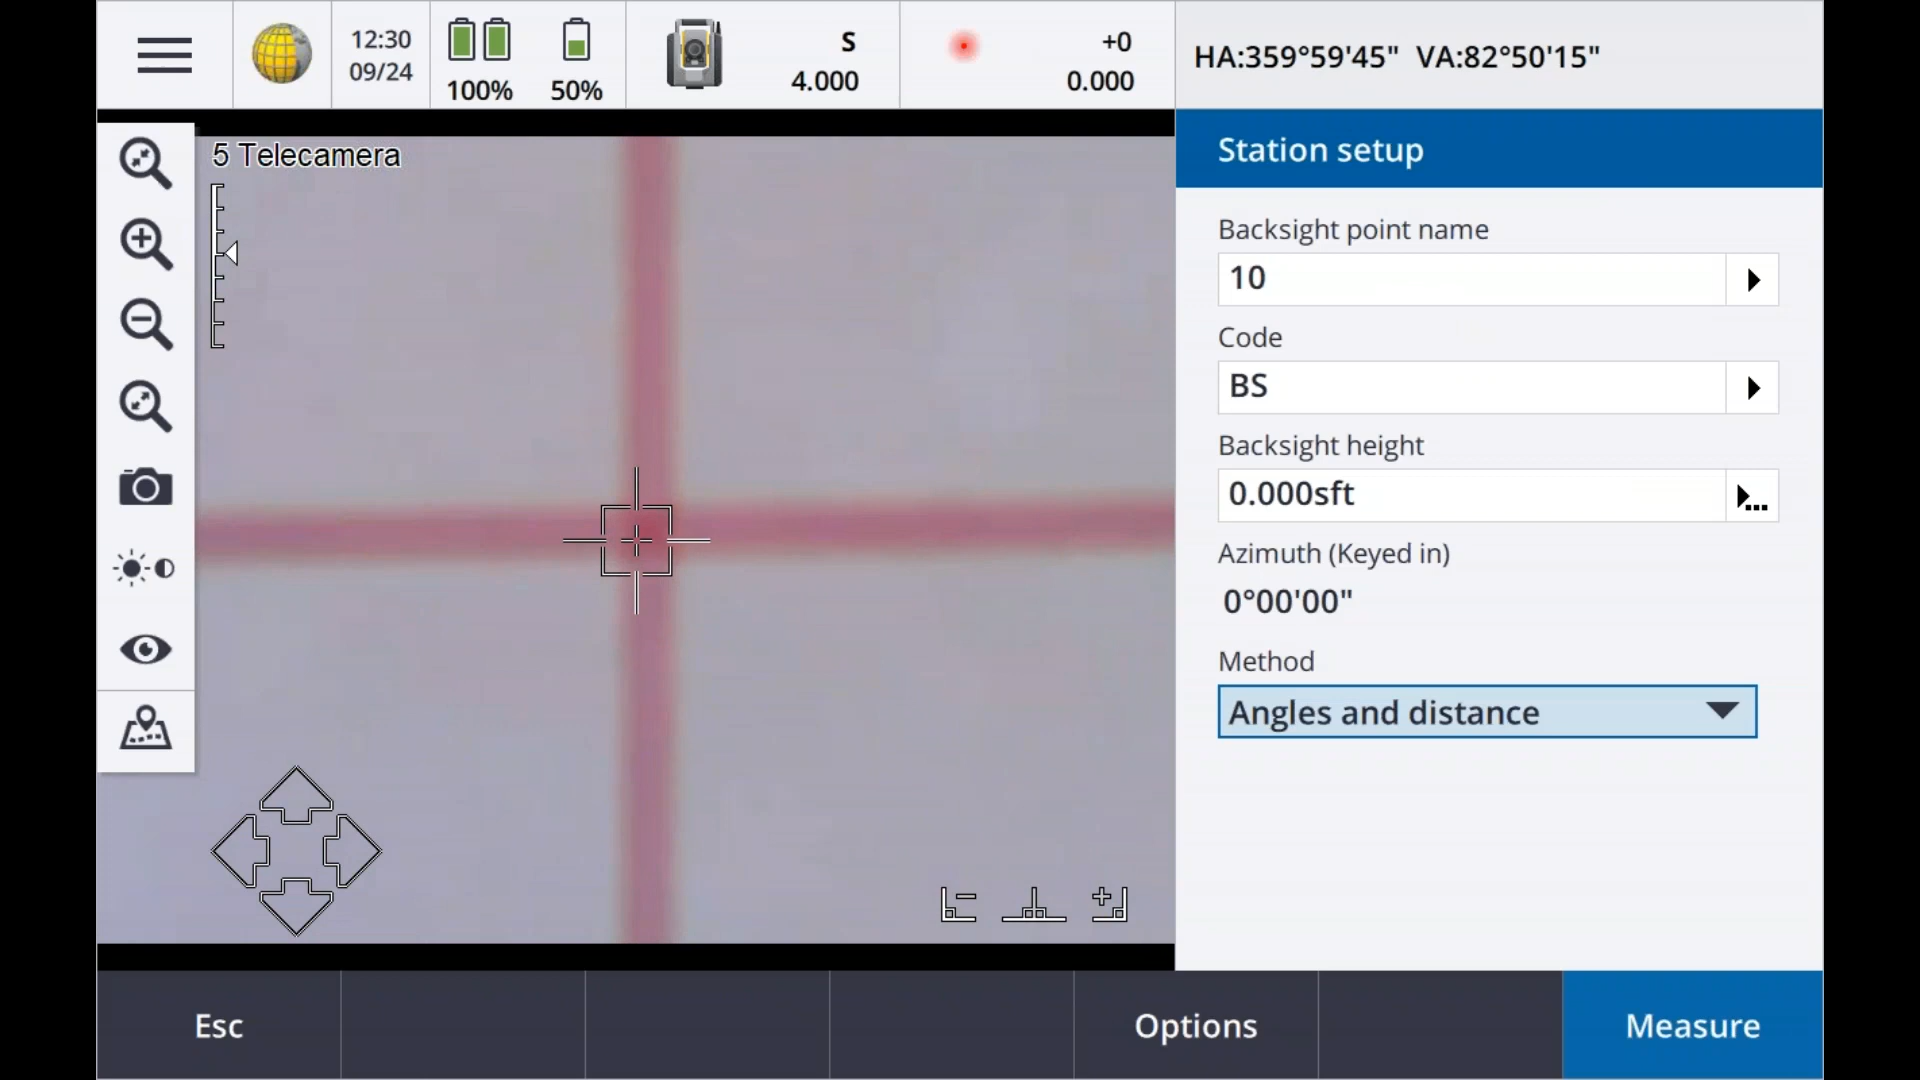 12:30
09/24
100%
50%
S
4.000
+0
0.000
HA:359°59'45" VA:82°50'15"
5 Telecamera
Station setup
Backsight point name
10
Code
BS
Backsight height
0.000sft
Azimuth (Keyed in)
0°00'00"
Method
Angles and distance
Esc
Options
Measure